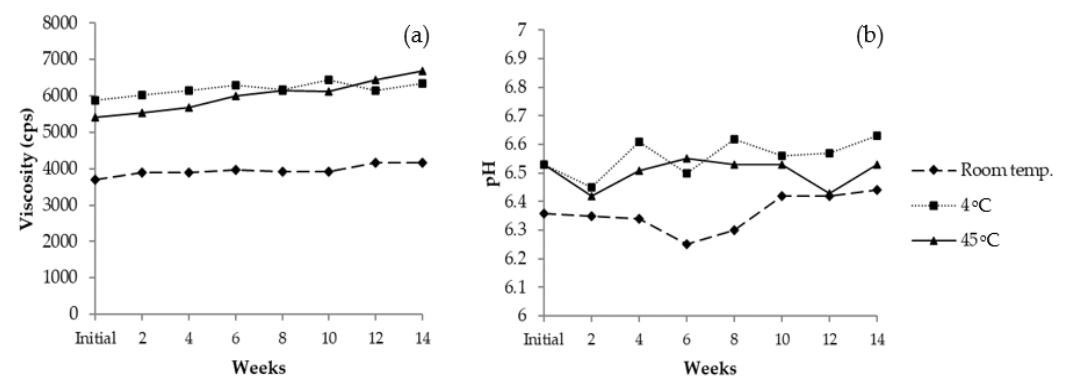 (a)
Viscosity (cps)
8000
7000
6000
5000
4000
3000
2000
1000
0
Initial 2 4 6 8 10 12 14
Weeks
(b)
pH
7
6.9
6.8
6.7
6.6
6.5
6.4
6.3
6.2
6.1
6
Initial 2 4 6 8 10 12 14
Weeks
Room temp.
4°C
45°C